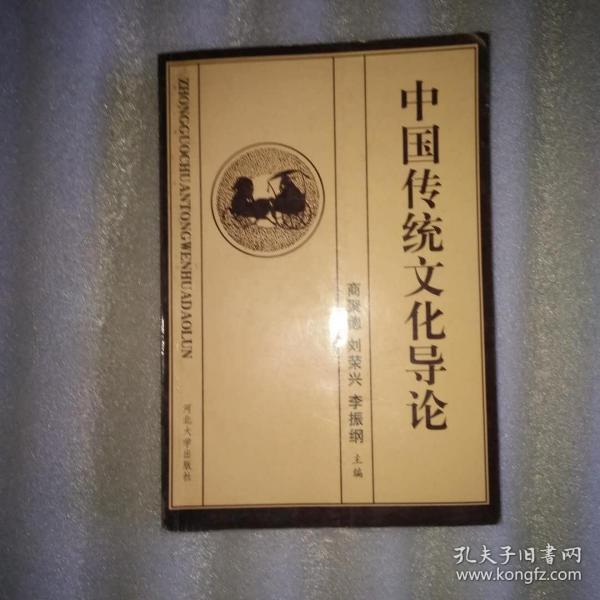 中国传统文化导论
商聚德 刘荣兴 李振纲 主编
ZHONGGUOCHUANTONGWENHUADAOLUN
河北大学出版社
孔夫子旧书网
www.kongfz.com